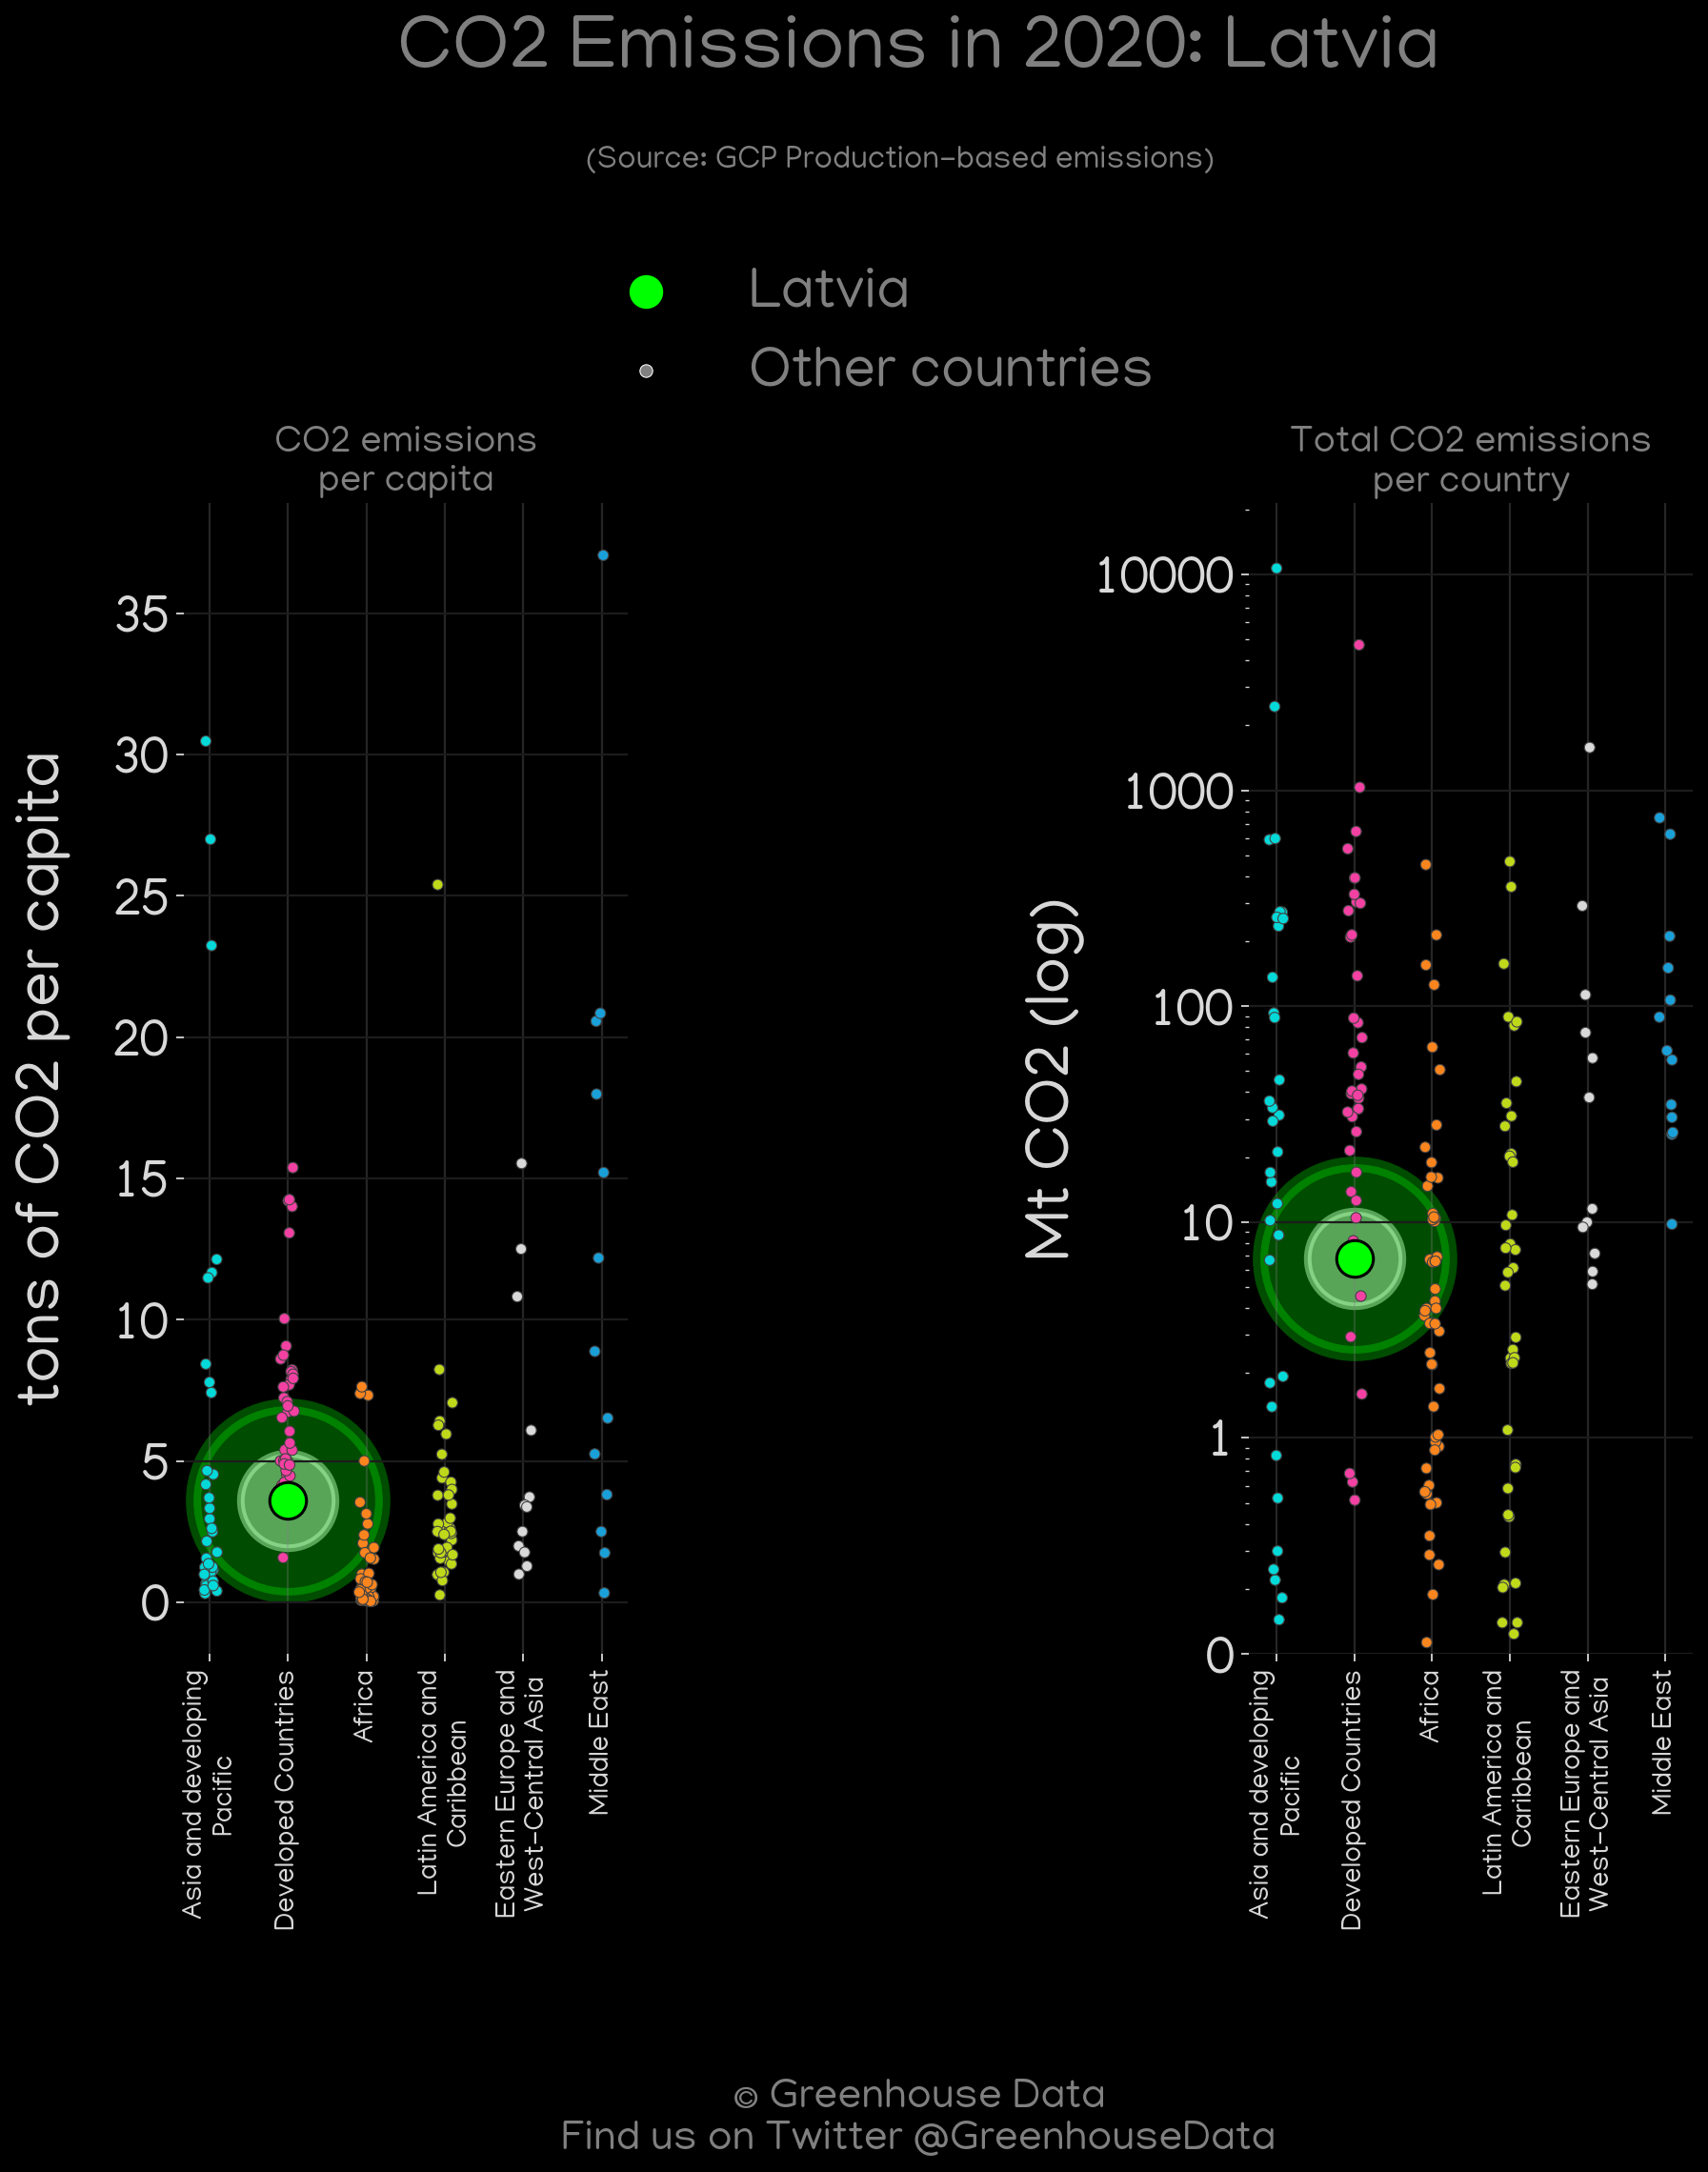 CO2 Emissions in 2020: Latvia
(Source: GCP Production-based emissions)
Latvia
Other countries
CO2 emissions
per capita
tons of CO2 per capita
35
30
25
20
15
10
5
0
Asia and developing
Pacific
Developed Countries
Africa
Latin America and
Caribbean
Eastern Europe and
West-Central Asia
Middle East
Total CO2 emissions
per country
Mt CO2 (log)
10000
1000
100
10
1
0
Asia and developing
Pacific
Developed Countries
Africa
Latin America and
Caribbean
Eastern Europe and
West-Central Asia
Middle East
© Greenhouse Data
Find us on Twitter @GreenhouseData